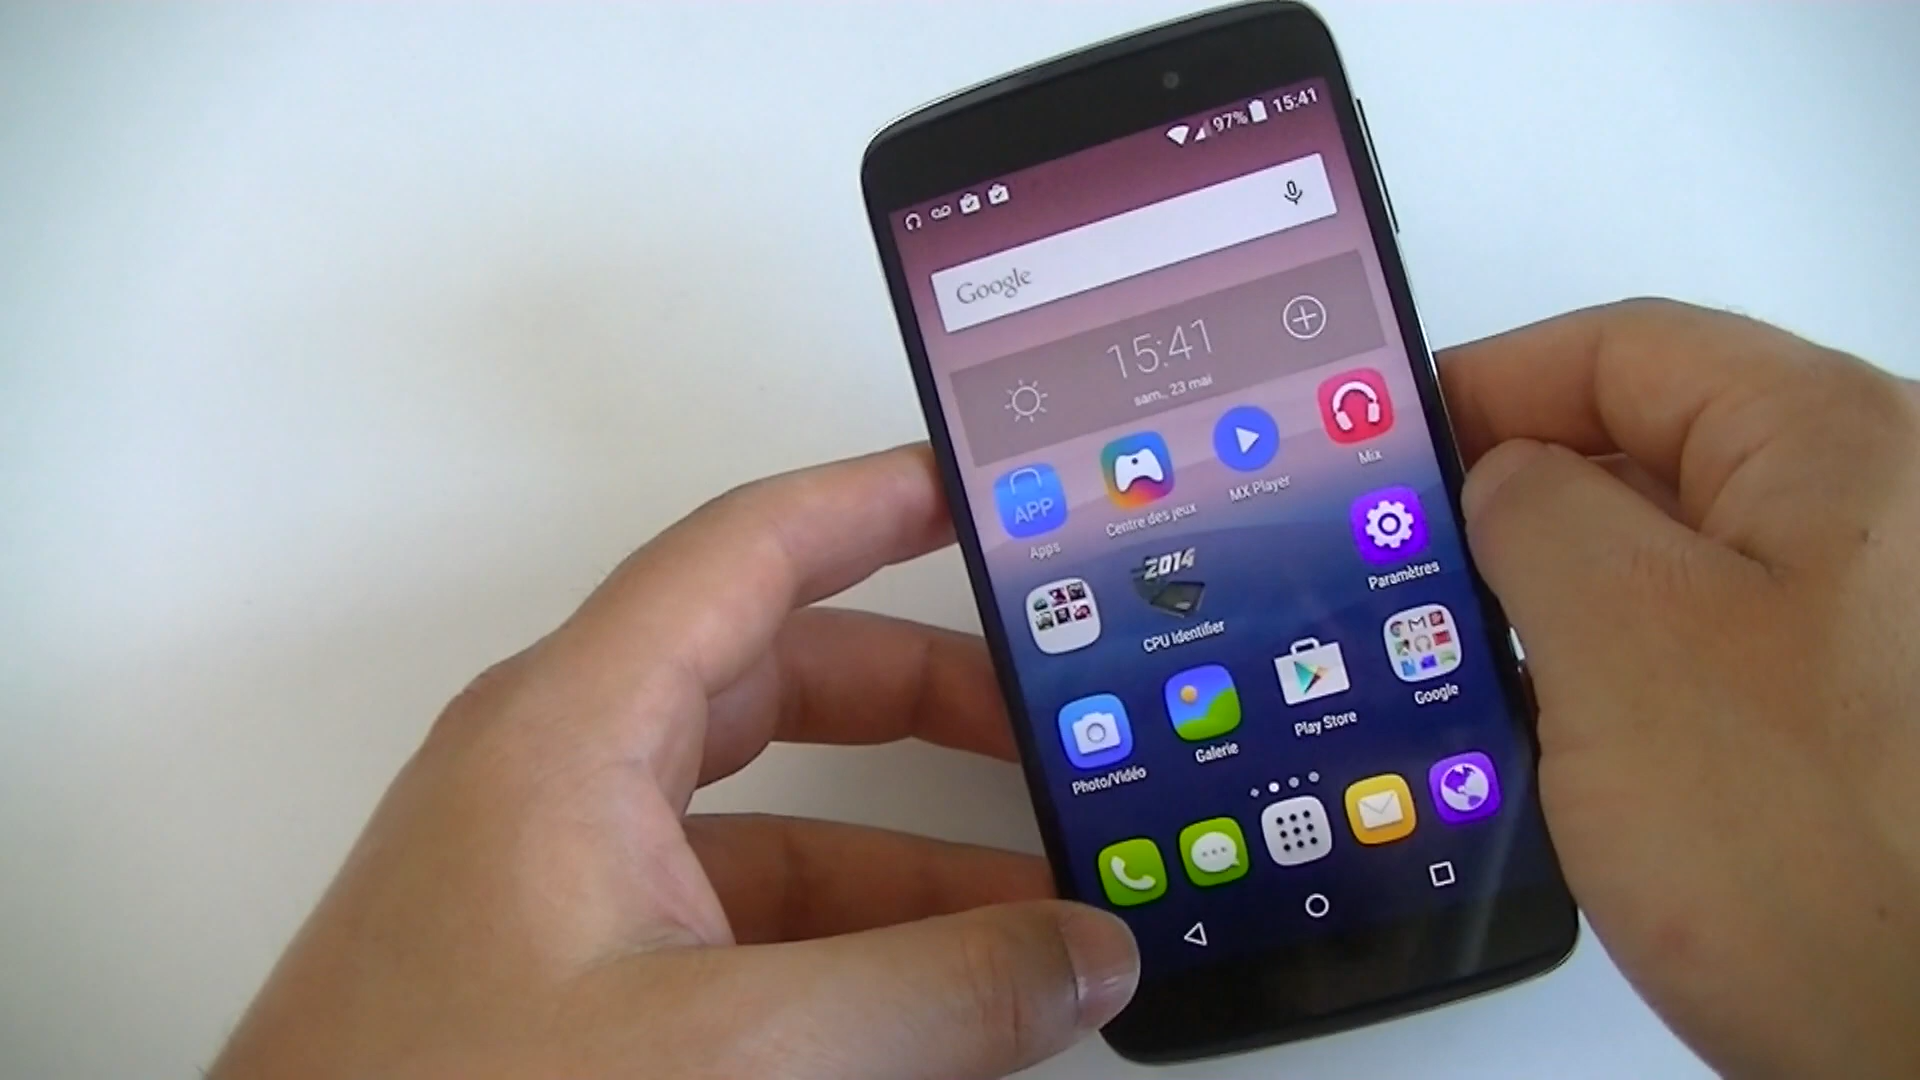 97% 15:41
Google
15:41
sam., 23 mai
APP
Apps
Centre des jeux
MX Player
Mix
2014
CPU Identifier
Paramètres
Photo/Vidéo
Galerie
Play Store
Google